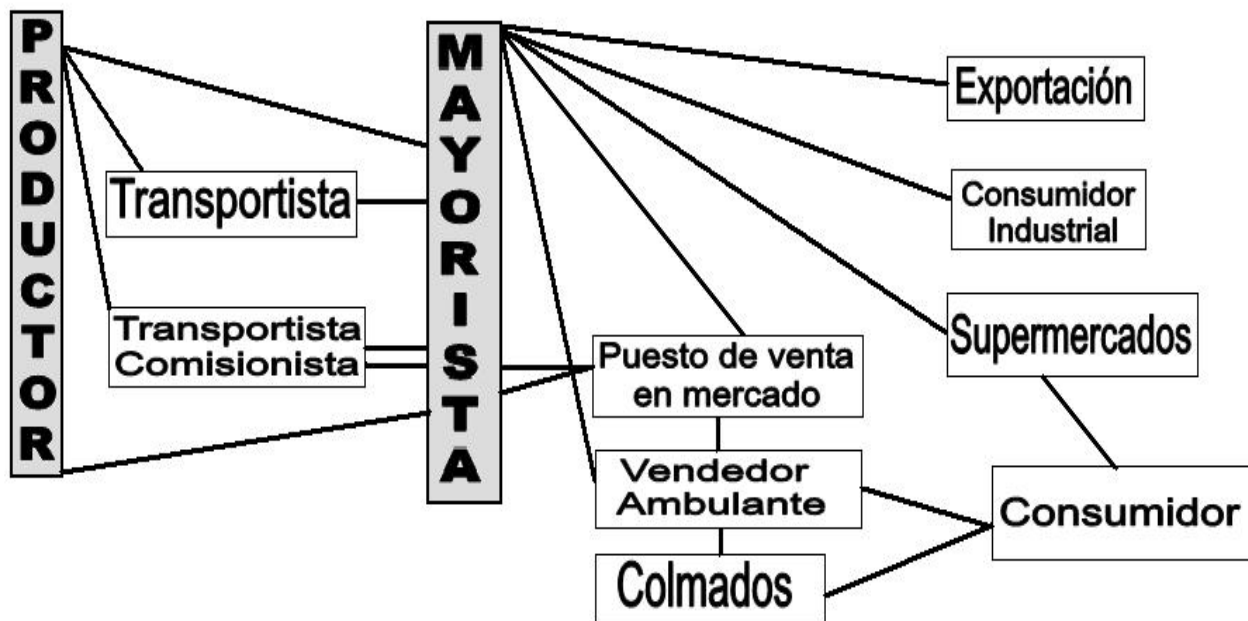 PRODUCTOR
Transportista
Transportista
Comisionista
MAYORISTA
Exportación
Consumidor
Industrial
Supermercados
Puesto de venta
en mercado
Vendedor
Ambulante
Colmados
Consumidor